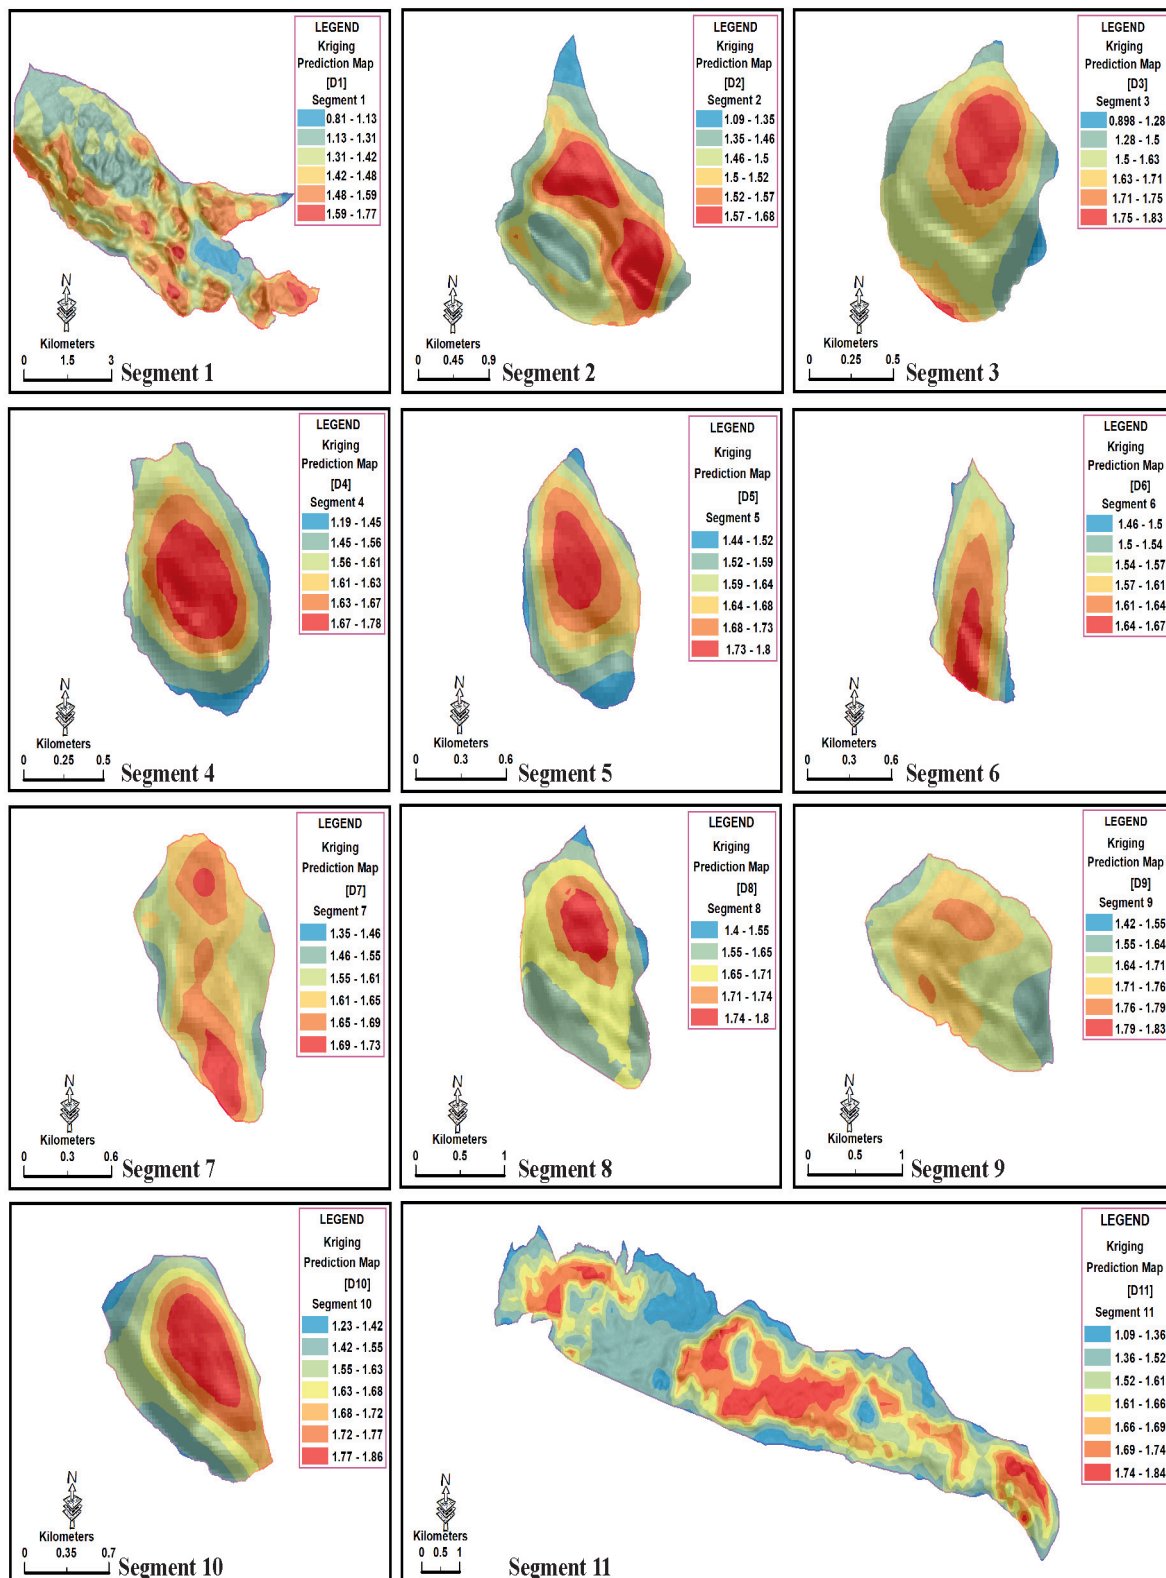 LEGEND
Kriging
Prediction Map
[D1]
Segment 1
0.81 - 1.13
1.13 - 1.31
1.31 - 1.42
1.42 - 1.48
1.48 - 1.59
1.59 - 1.77
N
Kilometers
0 1.5 3
Segment 1
LEGEND
Kriging
Prediction Map
[D2]
Segment 2
1.09 - 1.35
1.35 - 1.46
1.46 - 1.5
1.5 - 1.52
1.52 - 1.57
1.57 - 1.68
N
Kilometers
0 0.45 0.9
Segment 2
LEGEND
Kriging
Prediction Map
[D3]
Segment 3
0.898 - 1.28
1.28 - 1.5
1.5 - 1.63
1.63 - 1.71
1.71 - 1.75
1.75 - 1.83
N
Kilometers
0 0.25 0.5
Segment 3
LEGEND
Kriging
Prediction Map
[D4]
Segment 4
1.19 - 1.45
1.45 - 1.56
1.56 - 1.61
1.61 - 1.63
1.63 - 1.67
1.67 - 1.78
N
Kilometers
0 0.25 0.5
Segment 4
LEGEND
Kriging
Prediction Map
[D5]
Segment 5
1.44 - 1.52
1.52 - 1.59
1.59 - 1.64
1.64 - 1.68
1.68 - 1.73
1.73 - 1.8
N
Kilometers
0 0.3 0.6
Segment 5
LEGEND
Kriging
Prediction Map
[D6]
Segment 6
1.46 - 1.5
1.5 - 1.54
1.54 - 1.57
1.57 - 1.61
1.61 - 1.64
1.64 - 1.67
N
Kilometers
0 0.3 0.6
Segment 6
LEGEND
Kriging
Prediction Map
[D7]
Segment 7
1.35 - 1.46
1.46 - 1.55
1.55 - 1.61
1.61 - 1.65
1.65 - 1.69
1.69 - 1.73
N
Kilometers
0 0.3 0.6
Segment 7
LEGEND
Kriging
Prediction Map
[D8]
Segment 8
1.4 - 1.55
1.55 - 1.65
1.65 - 1.71
1.71 - 1.74
1.74 - 1.8
N
Kilometers
0 0.5 1
Segment 8
LEGEND
Kriging
Prediction Map
[D9]
Segment 9
1.42 - 1.55
1.55 - 1.64
1.64 - 1.71
1.71 - 1.76
1.76 - 1.79
1.79 - 1.83
N
Kilometers
0 0.5 1
Segment 9
LEGEND
Kriging
Prediction Map
[D10]
Segment 10
1.23 - 1.42
1.42 - 1.55
1.55 - 1.63
1.63 - 1.68
1.68 - 1.72
1.72 - 1.77
1.77 - 1.86
N
Kilometers
0 0.35 0.7
Segment 10
LEGEND
Kriging
Prediction Map
[D11]
Segment 11
1.09 - 1.36
1.36 - 1.52
1.52 - 1.61
1.61 - 1.66
1.66 - 1.69
1.69 - 1.74
1.74 - 1.84
N
Kilometers
0 0.5 1
Segment 11